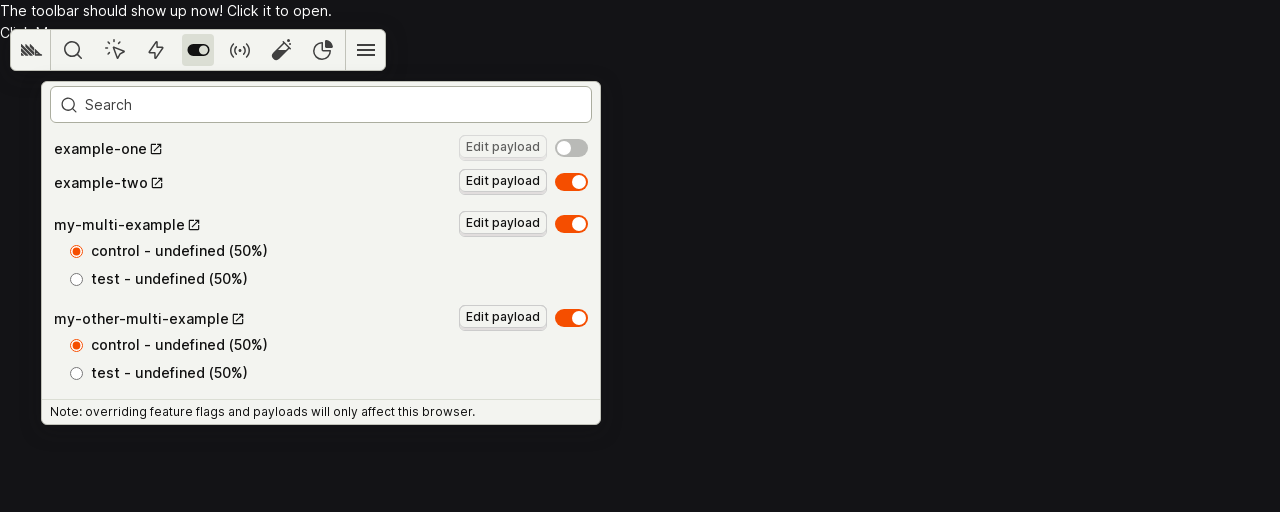 The toolbar should show up now! Click it to open.
Search
example-one Edit payload
example-two Edit payload
my-multi-example Edit payload
control - undefined (50%)
test - undefined (50%)
my-other-multi-example Edit payload
control - undefined (50%)
test - undefined (50%)
Note: overriding feature flags and payloads will only affect this browser.